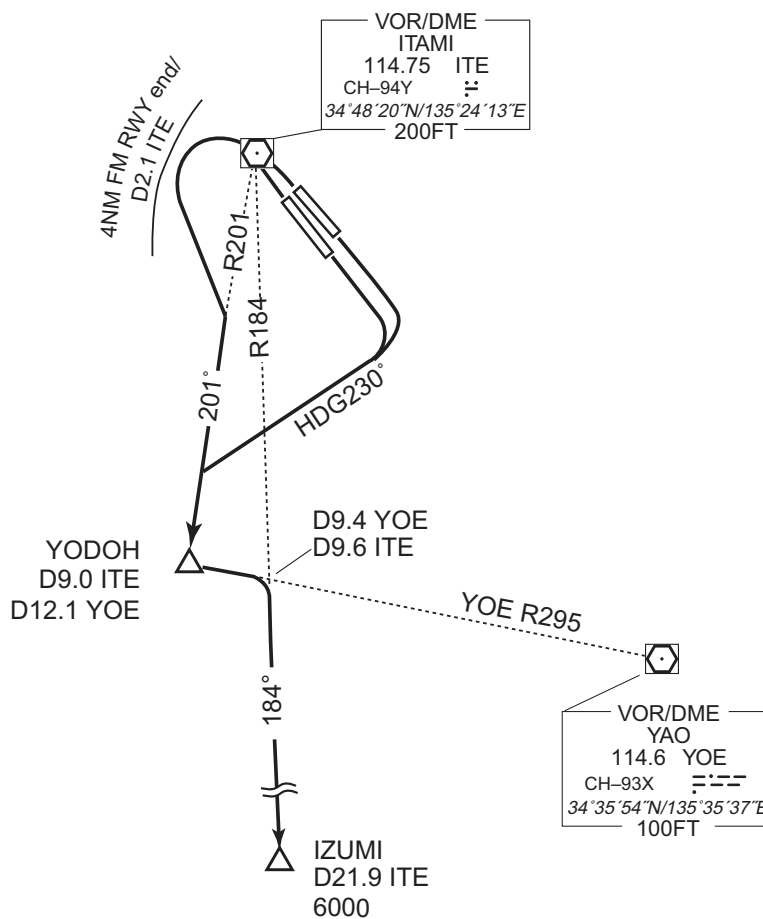 VOR/DME
ITAMI
114.75 ITE
CH–94Y
34°48′20″N/135°24′13″E
200FT
4NM FM RWY end/
D2.1 ITE
R201
R184
201°
HDG230°
D9.4 YOE
D9.6 ITE
YODOH
D9.0 ITE
D12.1 YOE
YOE R295
184°
VOR/DME
YAO
114.6 YOE
CH–93X
34°35′54″N/135°35′37″E
100FT
IZUMI
D21.9 ITE
6000